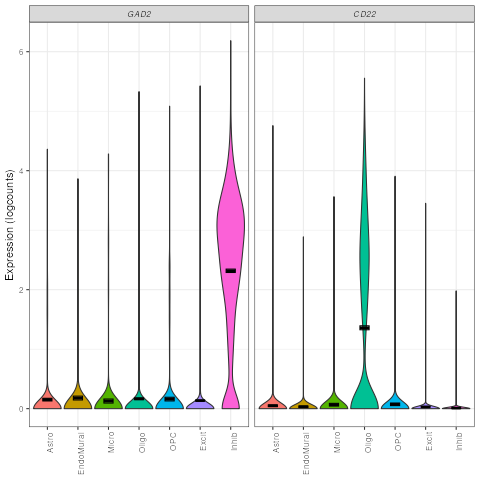 GAD2
CD22
Expression (logcounts)
6
4
2
0
Astro
EndoMural
Micro
Oligo
OPC
Excit
Inhib
Astro
EndoMural
Micro
Oligo
OPC
Excit
Inhib